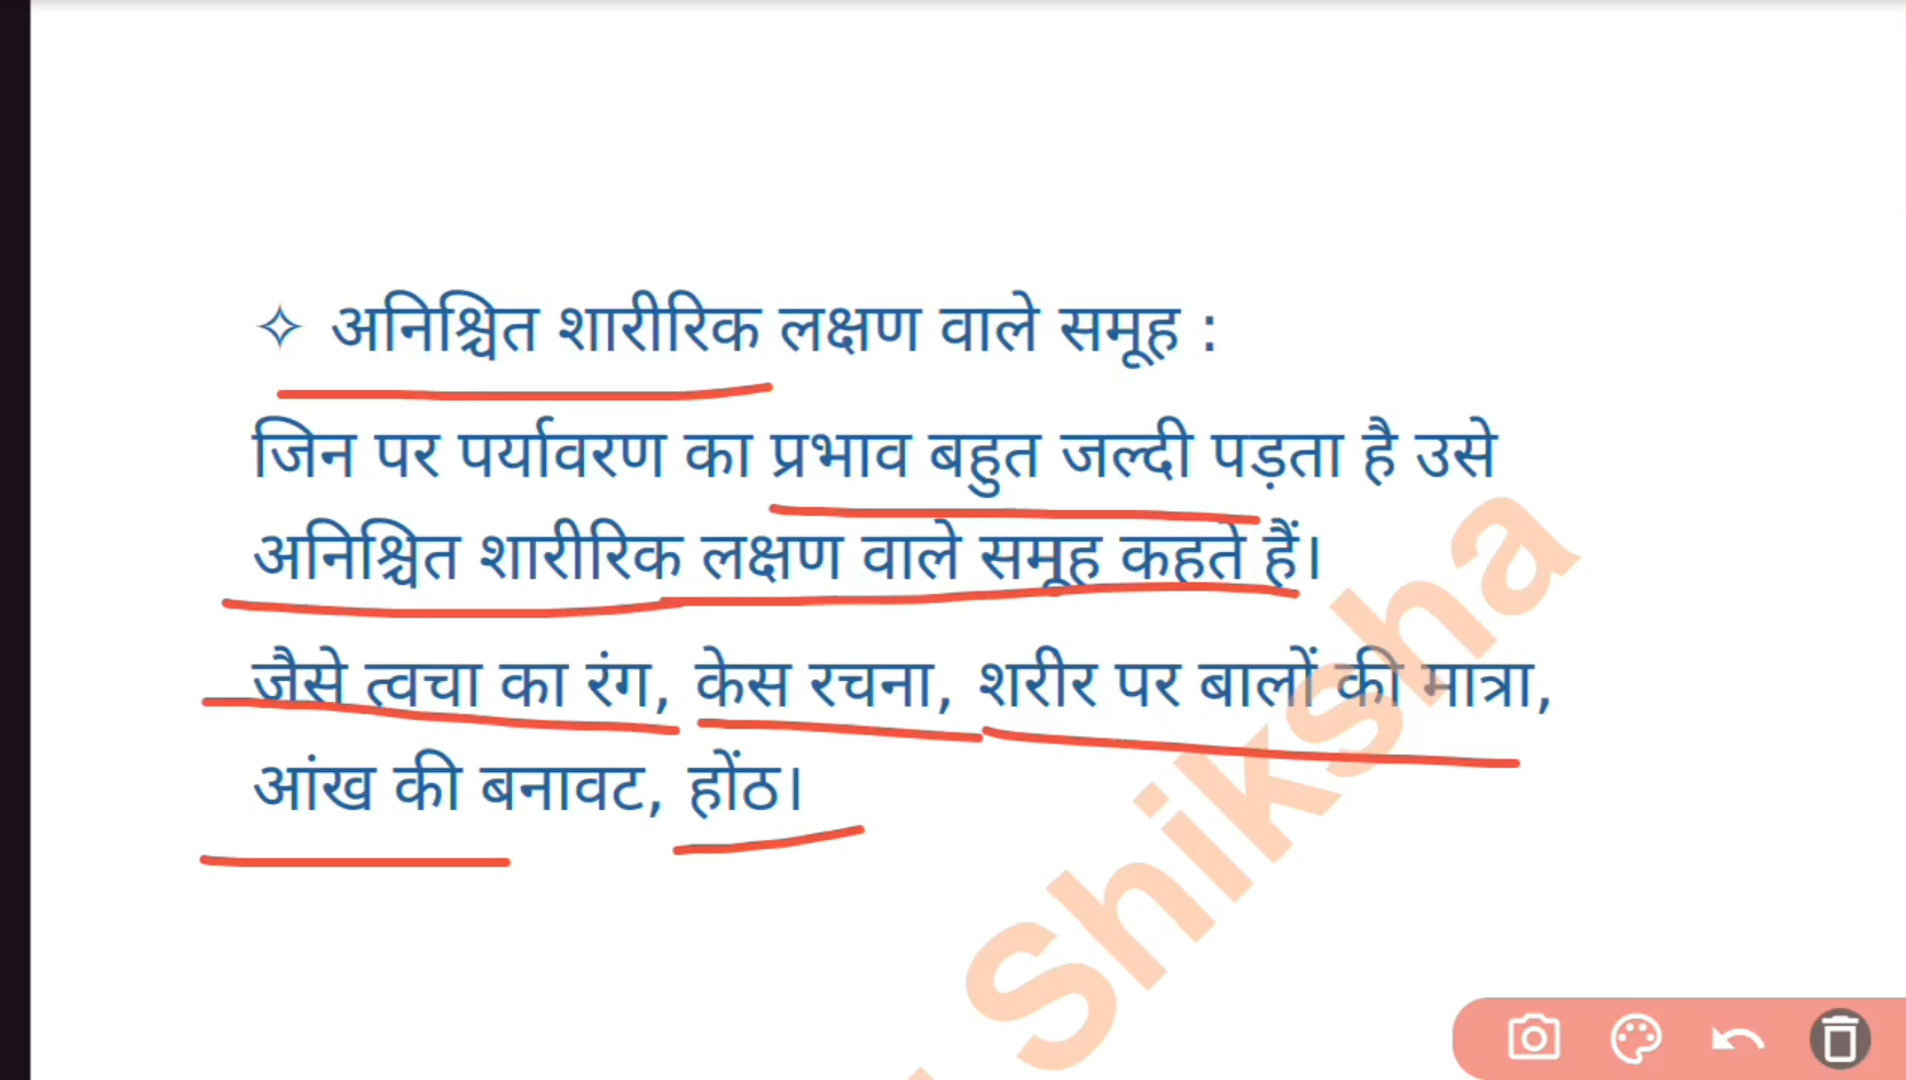 ✧ अनिश्चित शारीरिक लक्षण वाले समूह :
जिन पर पर्यावरण का प्रभाव बहुत जल्दी पड़ता है उसे
अनिश्चित शारीरिक लक्षण वाले समूह कहते हैं।
जैसे त्वचा का रंग, केस रचना, शरीर पर बालों की मात्रा,
आंख की बनावट, होंठ।
Shiksha